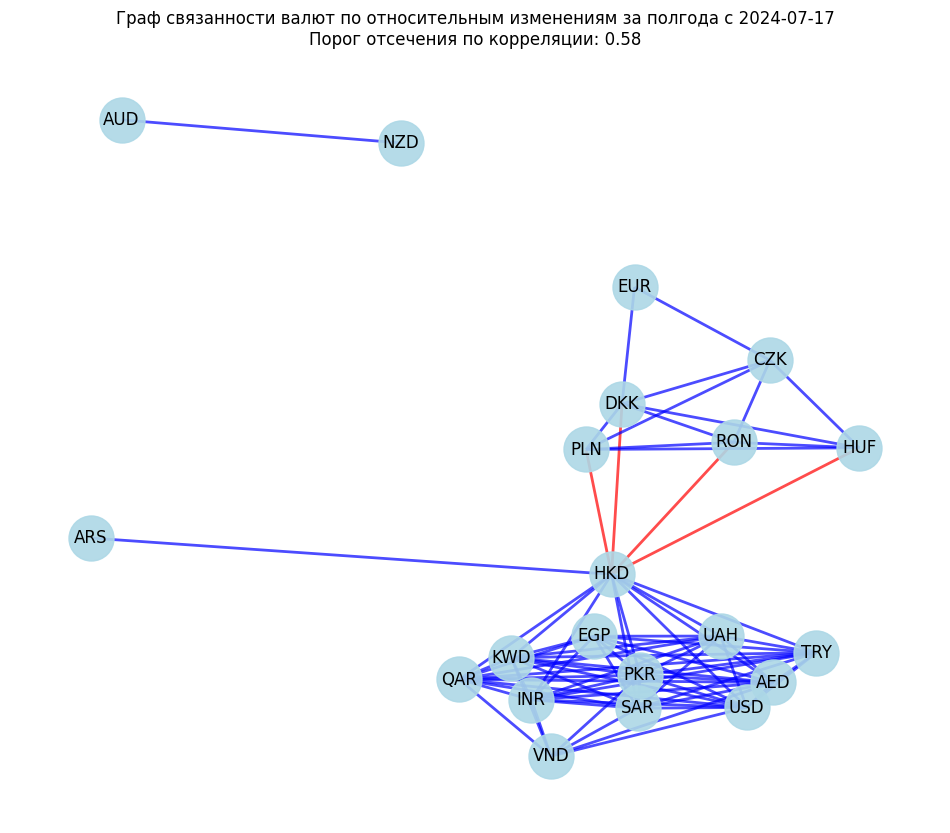 Граф связанности валют по относительным изменениям за полгода с 2024-07-17
Порог отсечения по корреляции: 0.58
AUD
NZD
EUR
CZK
DKK
RON
PLN
HUF
ARS
HKD
EGP
UAH
TRY
KWD
PKR
QAR
AED
INR
SAR
USD
VND